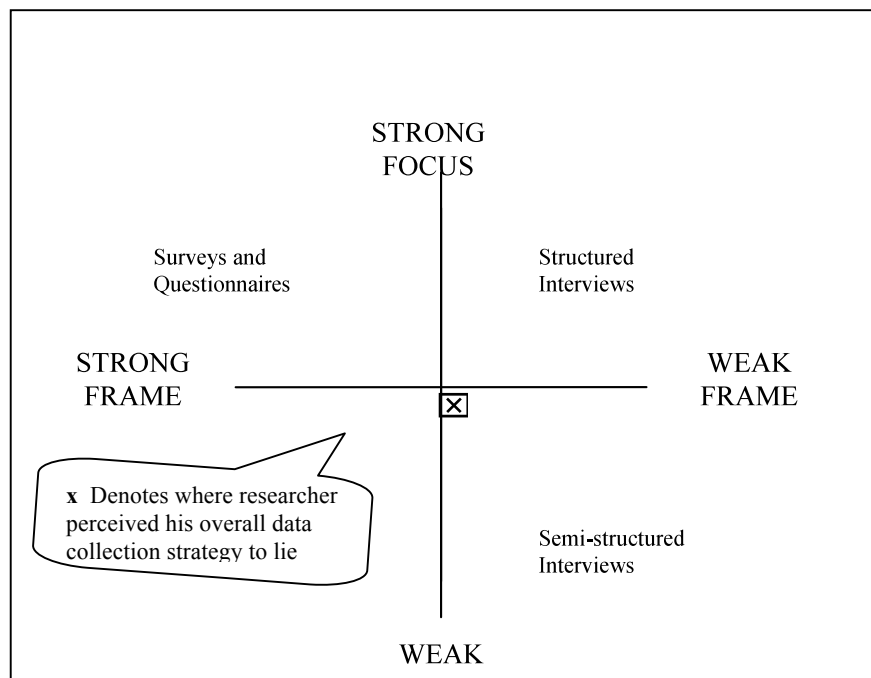 STRONG
FOCUS
Surveys and
Questionnaires
Structured
Interviews
STRONG
FRAME
WEAK
FRAME
x Denotes where researcher
perceived his overall data
collection strategy to lie
Semi-structured
Interviews
WEAK